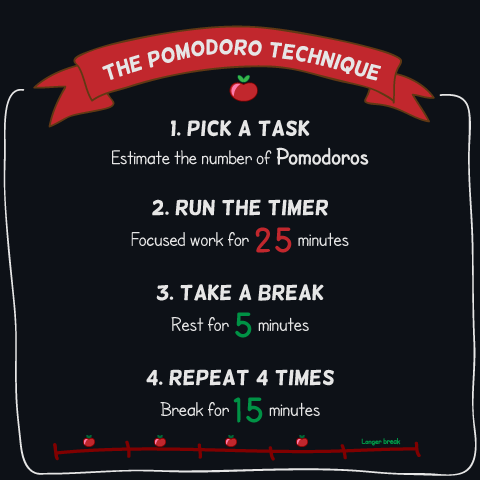 THE POMODORO TECHNIQUE
1. PICK A TASK
Estimate the number of Pomodoros
2. RUN THE TIMER
Focused work for 25 minutes
3. TAKE A BREAK
Rest for 5 minutes
4. REPEAT 4 TIMES
Break for 15 minutes
Longer break